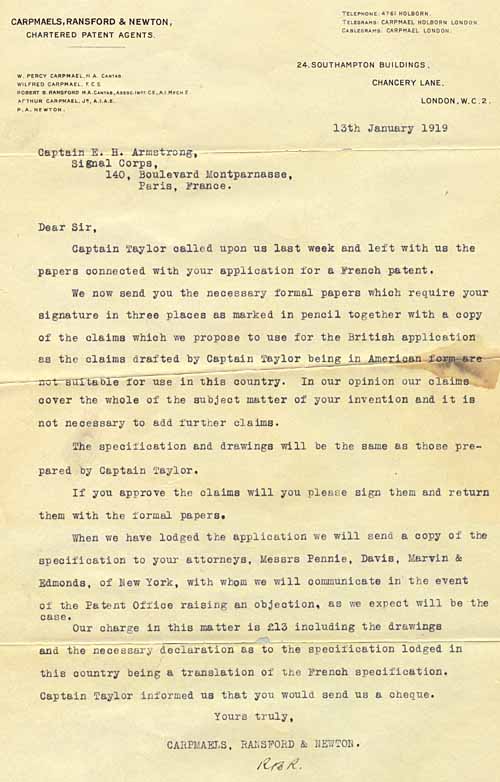 CARPMAELS, RANSFORD & NEWTON,
CHARTERED PATENT AGENTS.
TELEPHONE: 4761 HOLBORN.
TELEGRAMS: CARPMAEL HOLBORN LONDON.
CABLEGRAMS: CARPMAEL LONDON.
24. SOUTHAMPTON BUILDINGS,
CHANCERY LANE,
LONDON, W.C. 2.
W. PERCY CARPMAEL, M.A. CANTAB.
WILFRED CARPMAEL, F.C.S.
ROBERT B. RANSFORD M.A. CANTAB., ASSOC. INST. C.E., A.I. MECH. E.
ARTHUR CARPMAEL, JR., A.I.A.E.
P. A. NEWTON.
13th January 1919
Captain E. H. Armstrong,
Signal Corps,
140, Boulevard Montparnasse,
Paris, France.
Dear Sir,
Captain Taylor called upon us last week and left with us the
papers connected with your application for a French patent.
We now send you the necessary formal papers which require your
signature in three places as marked in pencil together with a copy
of the claims which we propose to use for the British application
as the claims drafted by Captain Taylor being in American form are
not suitable for use in this country. In our opinion our claims
cover the whole of the subject matter of your invention and it is
not necessary to add further claims.
The specification and drawings will be the same as those pre-
pared by Captain Taylor.
If you approve the claims will you please sign them and return
them with the formal papers.
When we have lodged the application we will send a copy of the
specification to your attorneys, Messrs Pennie, Davis, Marvin &
Edmonds, of New York, with whom we will communicate in the event
of the Patent Office raising an objection, as we expect will be the
case.
Our charge in this matter is £13 including the drawings
and the necessary declaration as to the specification lodged in
this country being a translation of the French specification.
Captain Taylor informed us that you would send us a cheque.
Yours truly,
CARPMAELS, RANSFORD & NEWTON.
R.B.R.